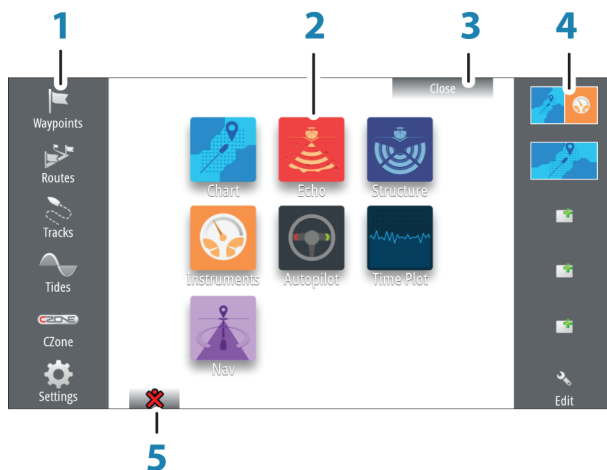 1
2
3
4
Close
Waypoints
Routes
Tracks
Tides
CZONE
CZone
Settings
Chart
Echo
Structure
Instruments
Autopilot
Time Plot
Nav
Edit
5